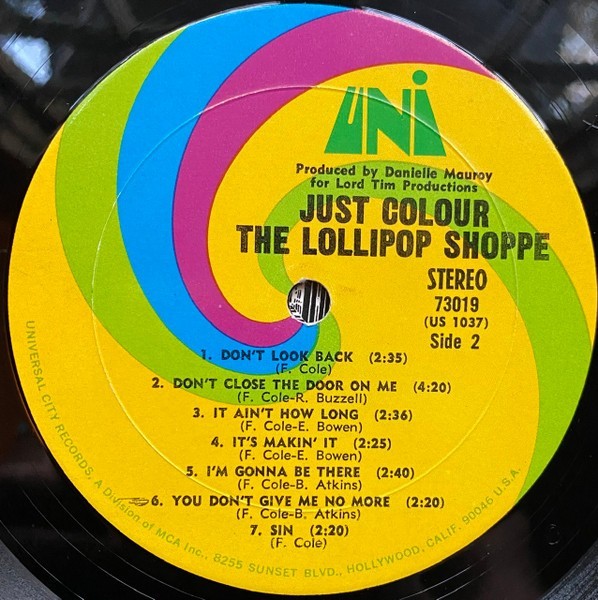 UNi
Produced by Danielle Mauroy
for Lord Tim Productions
JUST COLOUR
THE LOLLIPOP SHOPPE
STEREO
73019
(US 1037)
Side 2
1. DON'T LOOK BACK (2:35)
(F. Cole)
2. DON'T CLOSE THE DOOR ON ME (4:20)
(F. Cole-R. Buzzell)
3. IT AIN'T HOW LONG (2:36)
(F. Cole-E. Bowen)
4. IT'S MAKIN' IT (2:25)
(F. Cole-E. Bowen)
5. I'M GONNA BE THERE (2:40)
(F. Cole-B. Atkins)
6. YOU DON'T GIVE ME NO MORE (2:20)
(F. Cole-B. Atkins)
7. SIN (2:20)
(F. Cole)
UNIVERSAL CITY RECORDS, A Division of MCA Inc., 8255 SUNSET BLVD., HOLLYWOOD, CALIF. 90046 U.S.A.